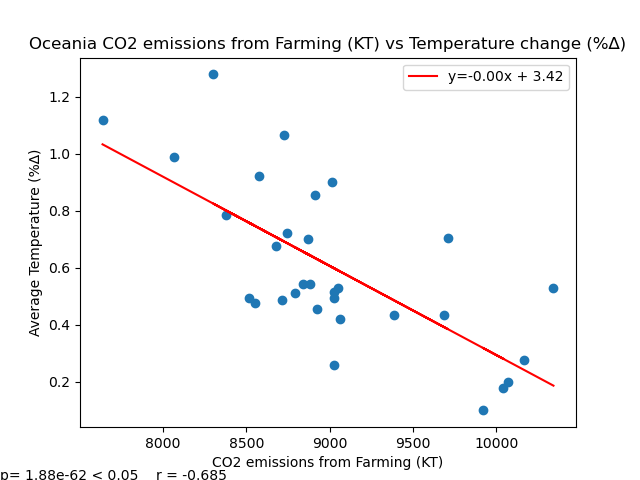 Oceania CO2 emissions from Farming (KT) vs Temperature change (%Δ)
y=-0.00x + 3.42
1.2
1.0
0.8
0.6
0.4
0.2
Average Temperature (%Δ)
8000 8500 9000 9500 10000
CO2 emissions from Farming (KT)
p= 1.88e-62 < 0.05 r = -0.685